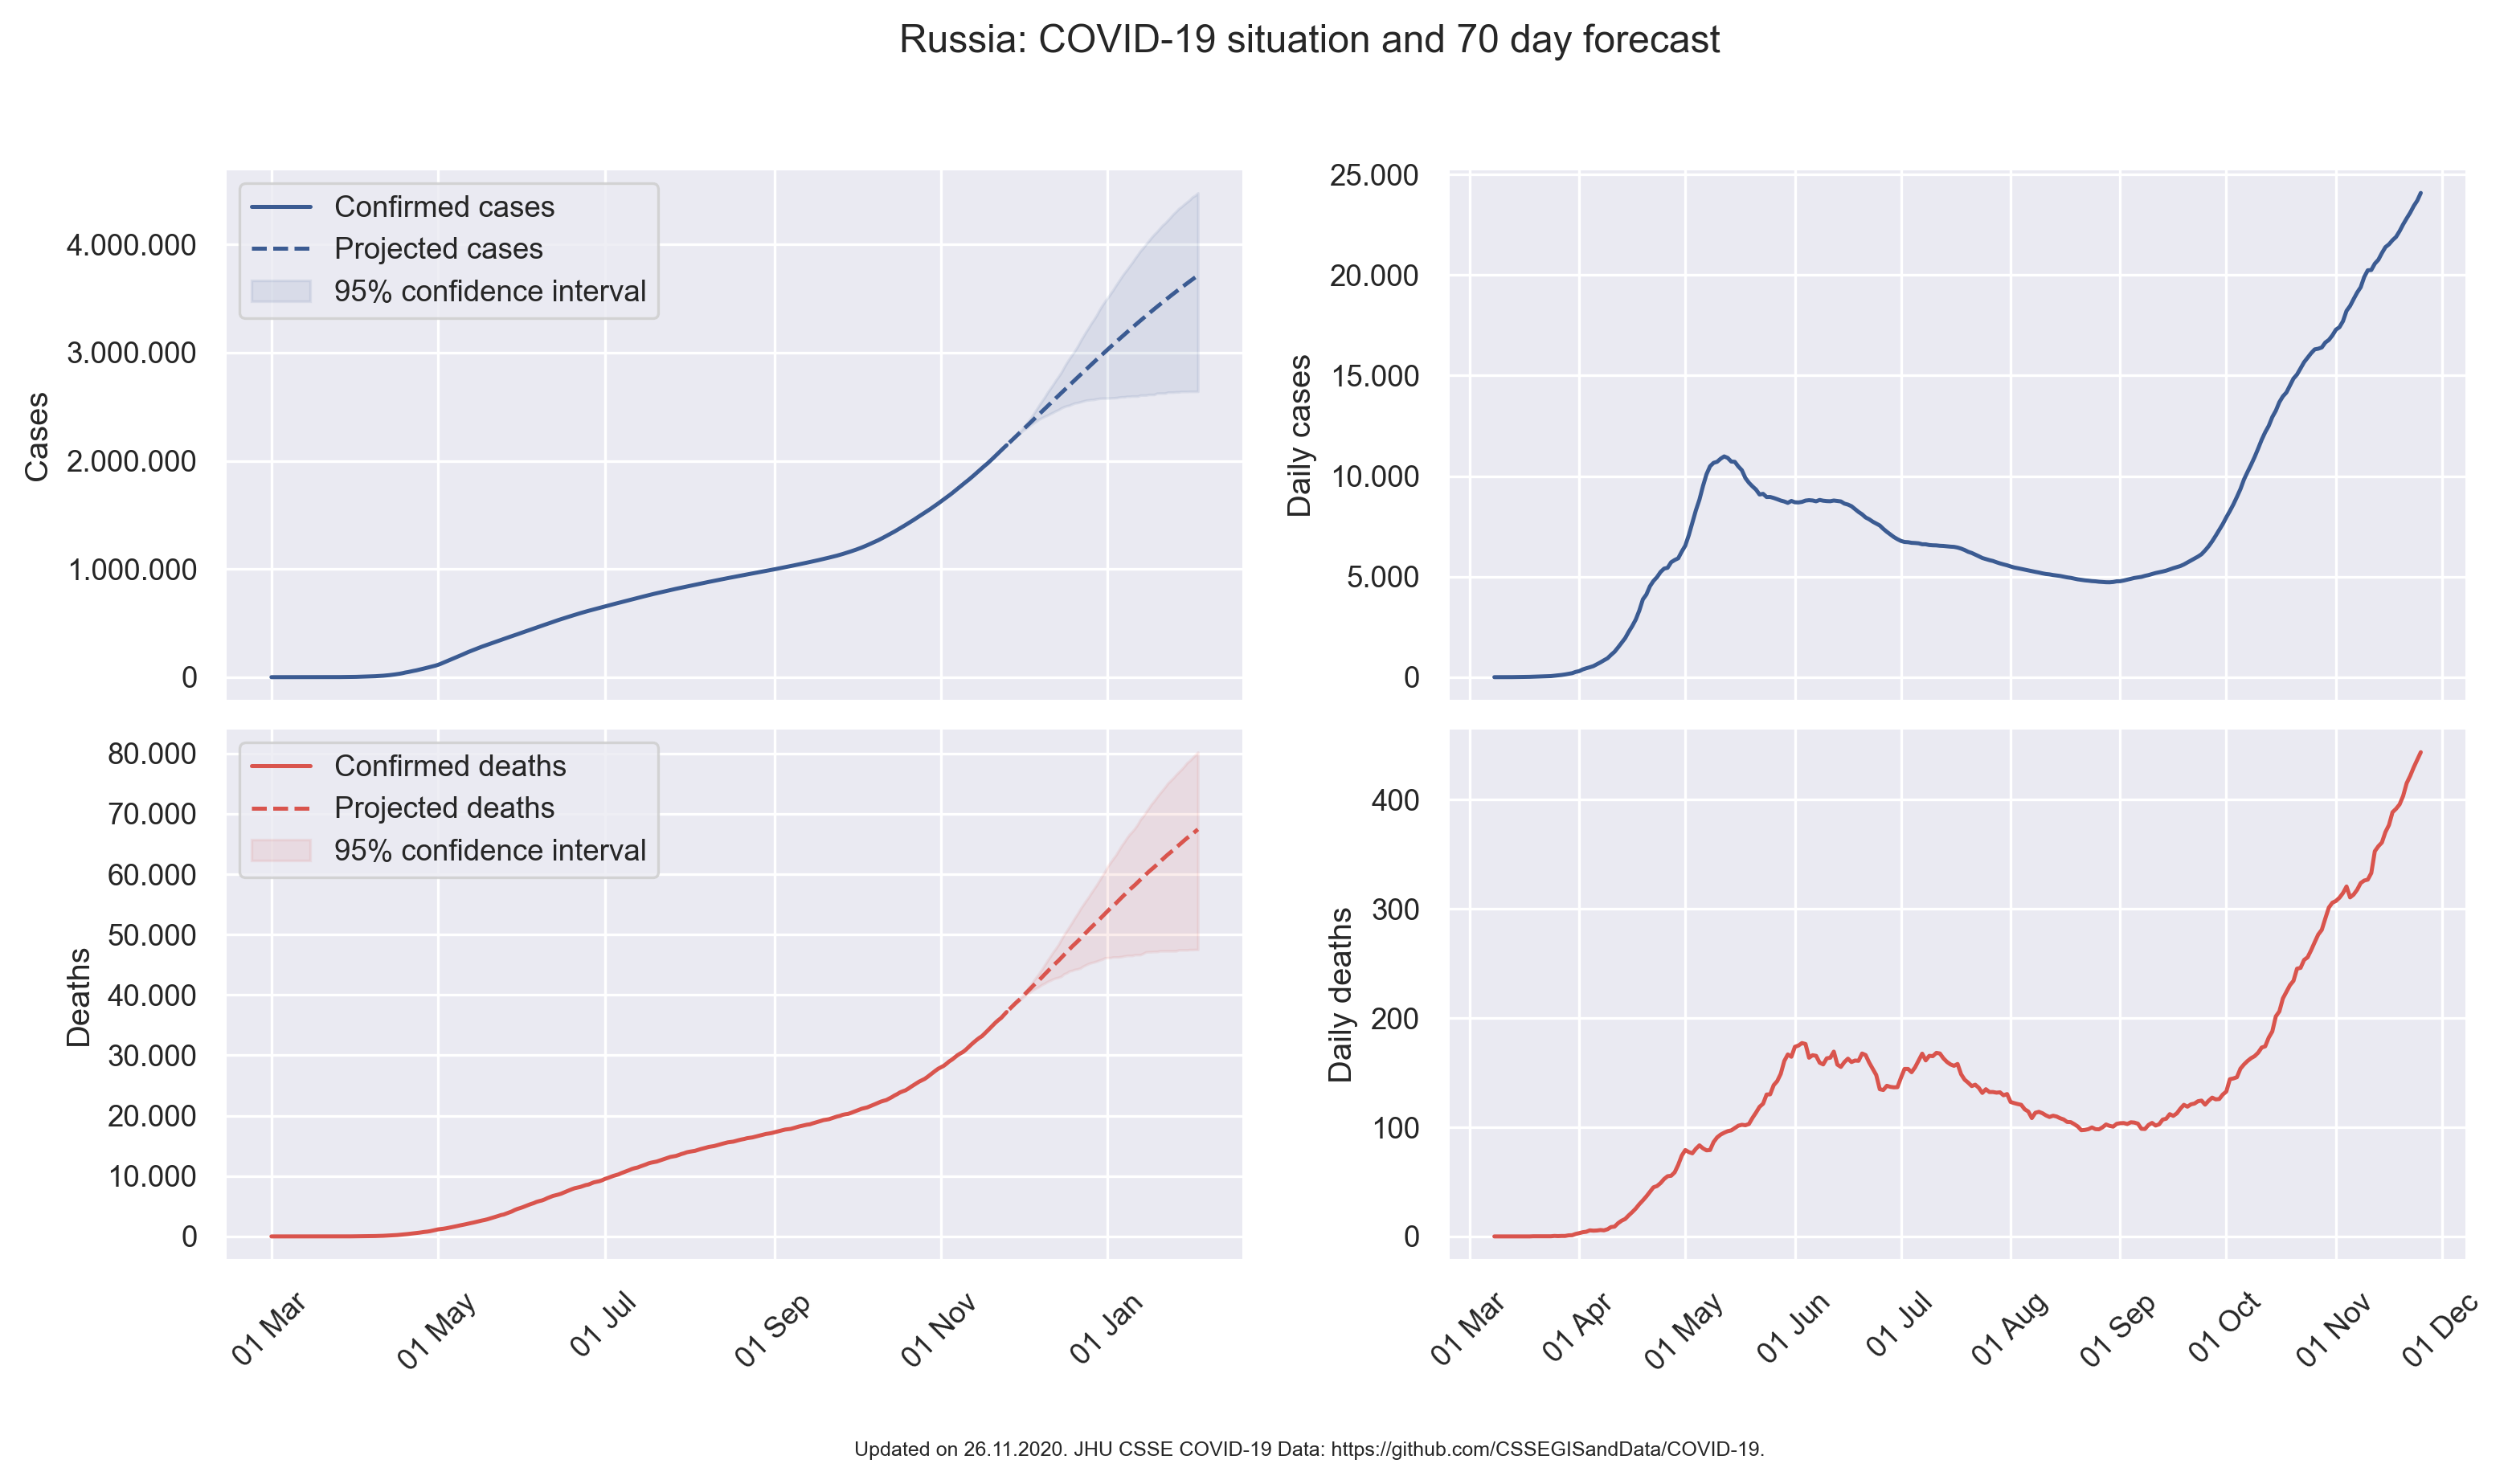 Russia: COVID-19 situation and 70 day forecast
Cases
4.000.000
3.000.000
2.000.000
1.000.000
0
Confirmed cases
Projected cases
95% confidence interval
Daily cases
25.000
20.000
15.000
10.000
5.000
0
Deaths
80.000
70.000
60.000
50.000
40.000
30.000
20.000
10.000
0
Confirmed deaths
Projected deaths
95% confidence interval
01 Mar
01 May
01 Jul
01 Sep
01 Nov
01 Jan
Daily deaths
400
300
200
100
0
01 Mar
01 Apr
01 May
01 Jun
01 Jul
01 Aug
01 Sep
01 Oct
01 Nov
01 Dec
Updated on 26.11.2020. JHU CSSE COVID-19 Data: https://github.com/CSSEGISandData/COVID-19.